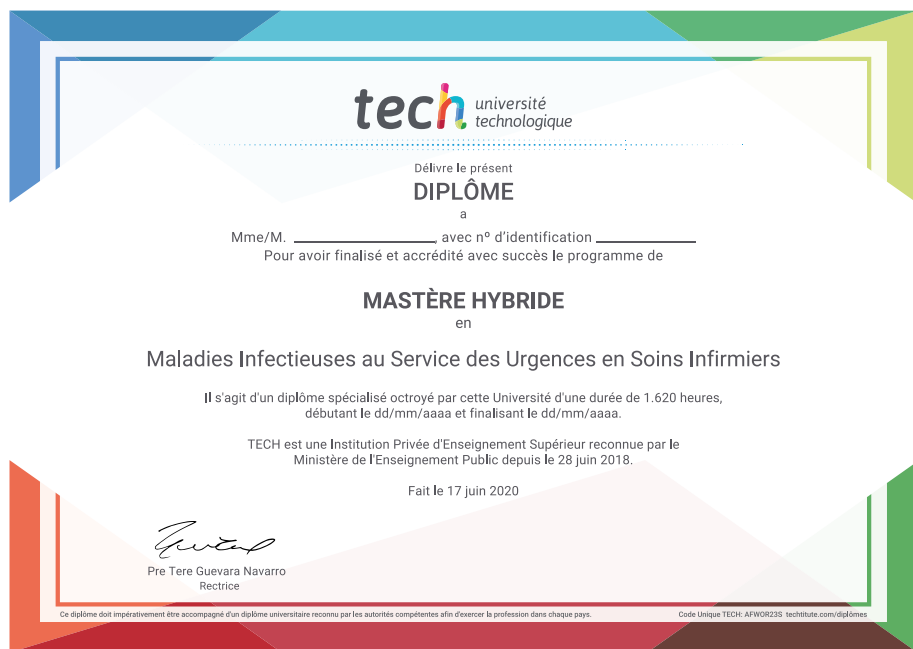 tech université
technologique
Délivre le présent
DIPLÔME
a
Mme/M. ____________, avec nº d'identification ____________
Pour avoir finalisé et accrédité avec succès le programme de
MASTÈRE HYBRIDE
en
Maladies Infectieuses au Service des Urgences en Soins Infirmiers
Il s'agit d'un diplôme spécialisé octroyé par cette Université d'une durée de 1.620 heures,
débutant le dd/mm/aaaa et finalisant le dd/mm/aaaa.
TECH est une Institution Privée d'Enseignement Supérieur reconnue par le
Ministère de l'Enseignement Public depuis le 28 juin 2018.
Fait le 17 juin 2020
Pre Tere Guevara Navarro
Rectrice
Ce diplôme doit impérativement être accompagné d'un diplôme universitaire reconnu par les autorités compétentes afin d'exercer la profession dans chaque pays.
Code Unique TECH: AFWOR23S techtitute.com/diplômes